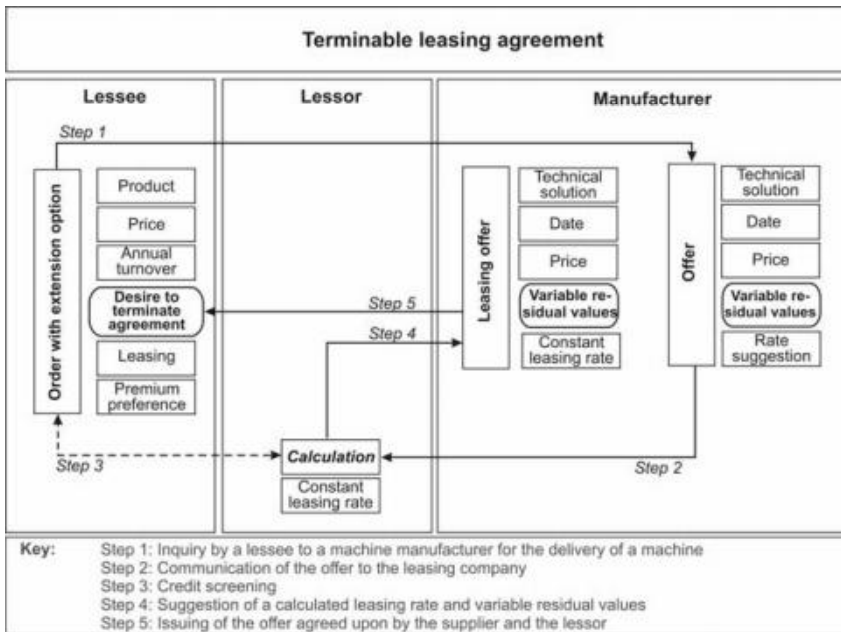 Terminable leasing agreement
Lessee
Lessor
Manufacturer
Step 1
Order with extension option
Product
Price
Annual
turnover
Desire to
terminate
agreement
Leasing
Premium
preference
Step 3
Calculation
Constant
leasing rate
Step 5
Step 4
Leasing offer
Technical
solution
Date
Price
Variable re-
sidual values
Constant
leasing rate
Offer
Technical
solution
Date
Price
Variable re-
sidual values
Rate
suggestion
Step 2
Key:
Step 1: Inquiry by a lessee to a machine manufacturer for the delivery of a machine
Step 2: Communication of the offer to the leasing company
Step 3: Credit screening
Step 4: Suggestion of a calculated leasing rate and variable residual values
Step 5: Issuing of the offer agreed upon by the supplier and the lessor